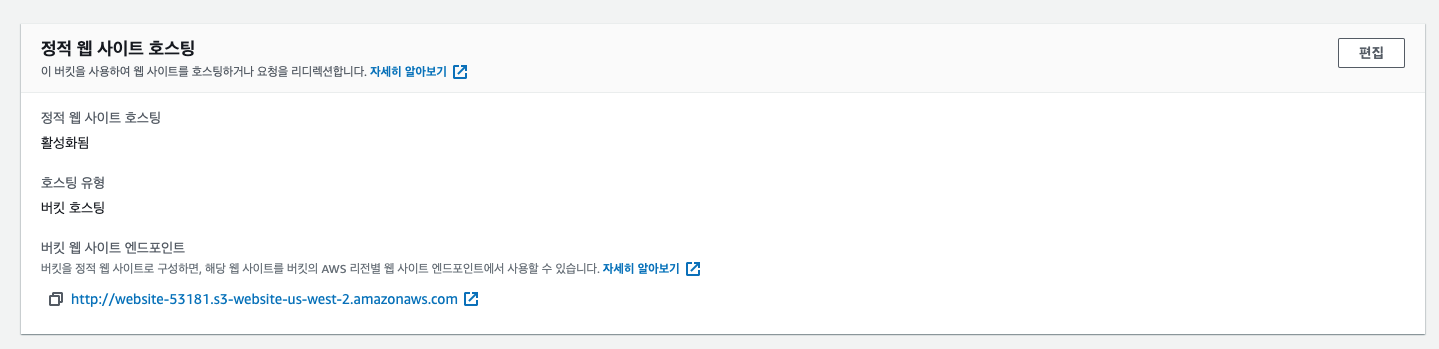 정적 웹 사이트 호스팅
편집
이 버킷을 사용하여 웹 사이트를 호스팅하거나 요청을 리디렉션합니다. 자세히 알아보기
정적 웹 사이트 호스팅
활성화됨
호스팅 유형
버킷 호스팅
버킷 웹 사이트 엔드포인트
버킷을 정적 웹 사이트로 구성하면, 해당 웹 사이트를 버킷의 AWS 리전별 웹 사이트 엔드포인트에서 사용할 수 있습니다. 자세히 알아보기
http://website-53181.s3-website-us-west-2.amazonaws.com